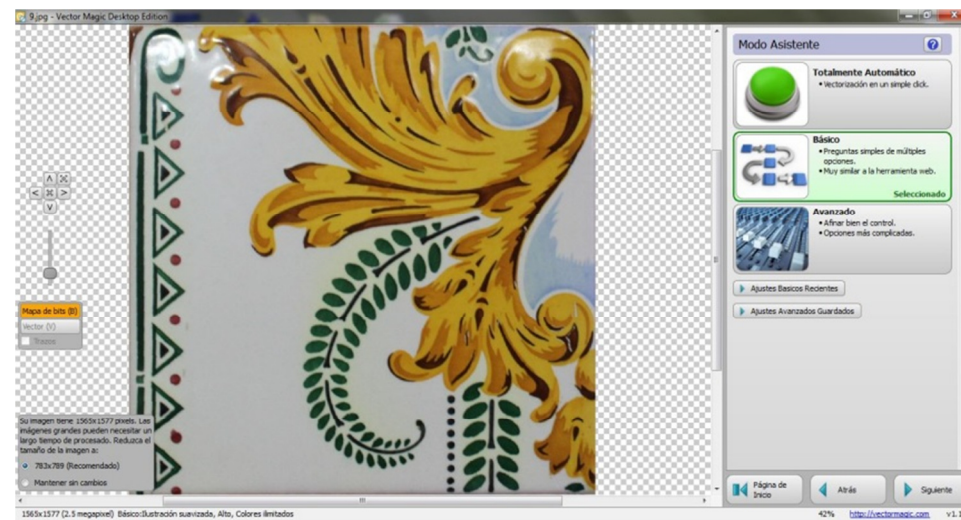 9.jpg - Vector Magic Desktop Edition
Modo Asistente
?
Totalmente Automático
• Vectorización en un simple click.
Básico
• Preguntas simples de múltiples
opciones.
• Muy similar a la herramienta web.
Seleccionado
Avanzado
• Afinar bien el control.
• Opciones más complicadas.
Ajustes Basicos Recientes
Ajustes Avanzados Guardados
Mapa de bits (B)
Vector (V)
Trazos
Su imagen tiene 1565x1577 pixels. Las
imágenes grandes pueden necesitar un
largo tiempo de procesado. Reduzca el
tamaño de la imagen a:
783x789 (Recomendado)
Mantener sin cambios
Página de
Inicio
Atrás
Siguiente
1565x1577 (2.5 megapixel) Básico:Ilustración suavizada, Alto, Colores ilimitados
42% http://vectormagic.com v1.1